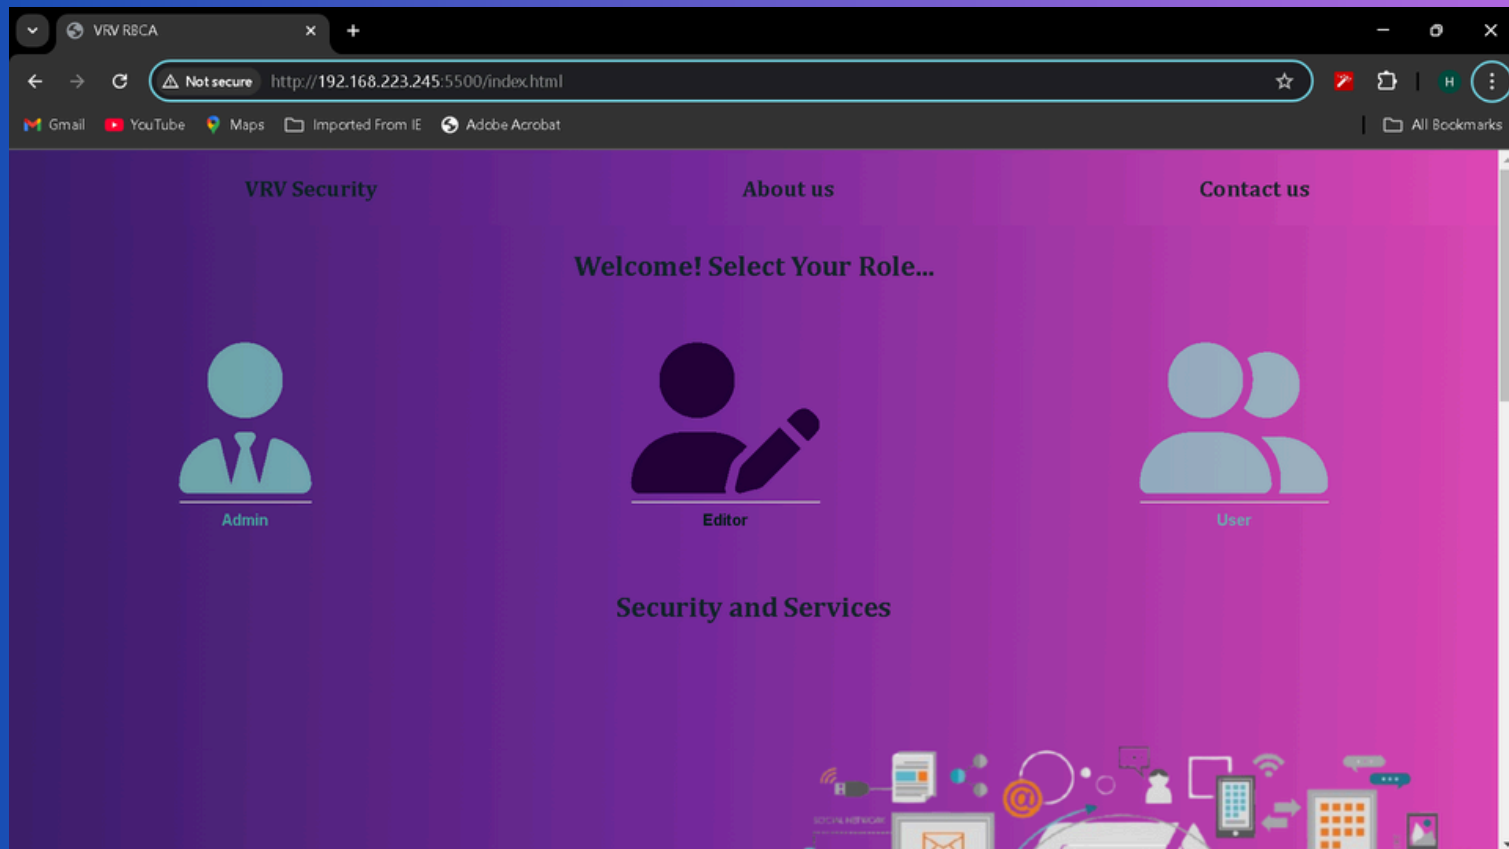 VRV RBCA
Not secure http://192.168.223.245:5500/index.html
H
Gmail YouTube Maps Imported From IE Adobe Acrobat All Bookmarks
VRV Security About us Contact us
Welcome! Select Your Role...
Admin Editor User
Security and Services
@
SOCIAL NETWORK